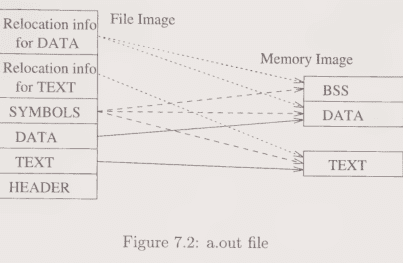 File Image
Relocation info
for DATA
Relocation info
for TEXT
SYMBOLS
DATA
TEXT
HEADER
Memory Image
BSS
DATA
TEXT
Figure 7.2: a.out file